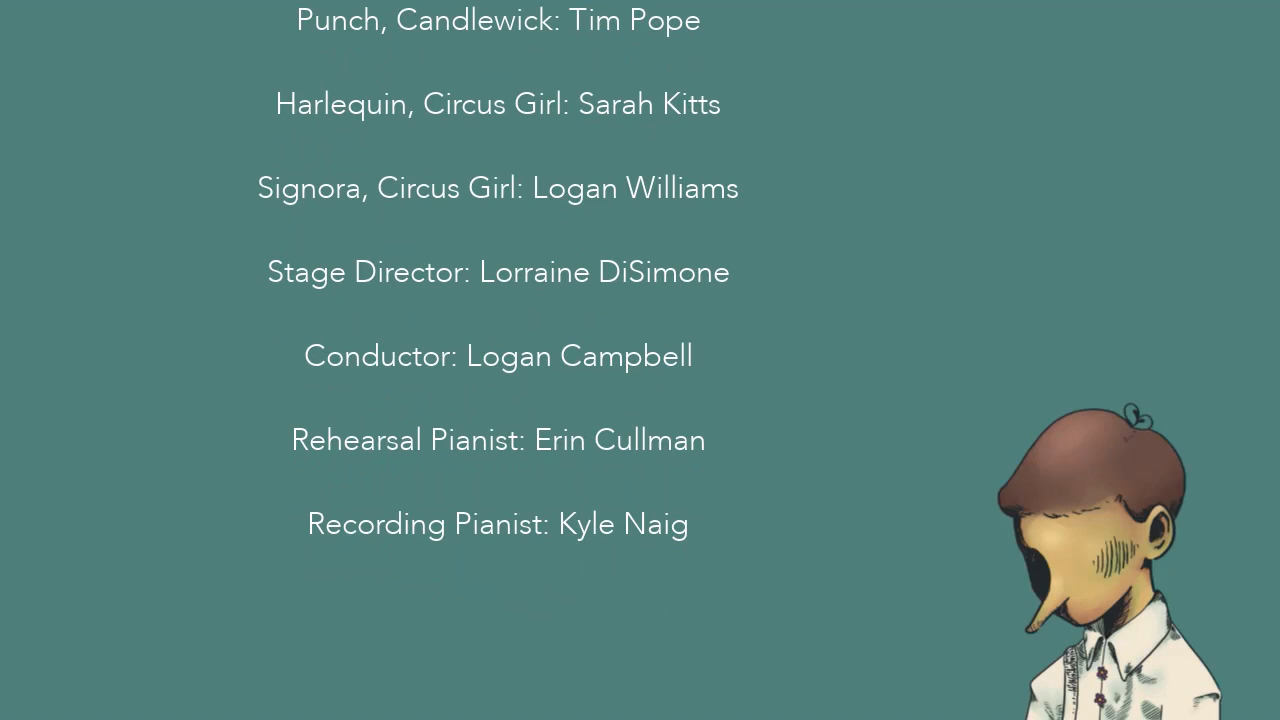 Punch, Candlewick: Tim Pope
Harlequin, Circus Girl: Sarah Kitts
Signora, Circus Girl: Logan Williams
Stage Director: Lorraine DiSimone
Conductor: Logan Campbell
Rehearsal Pianist: Erin Cullman
Recording Pianist: Kyle Naig